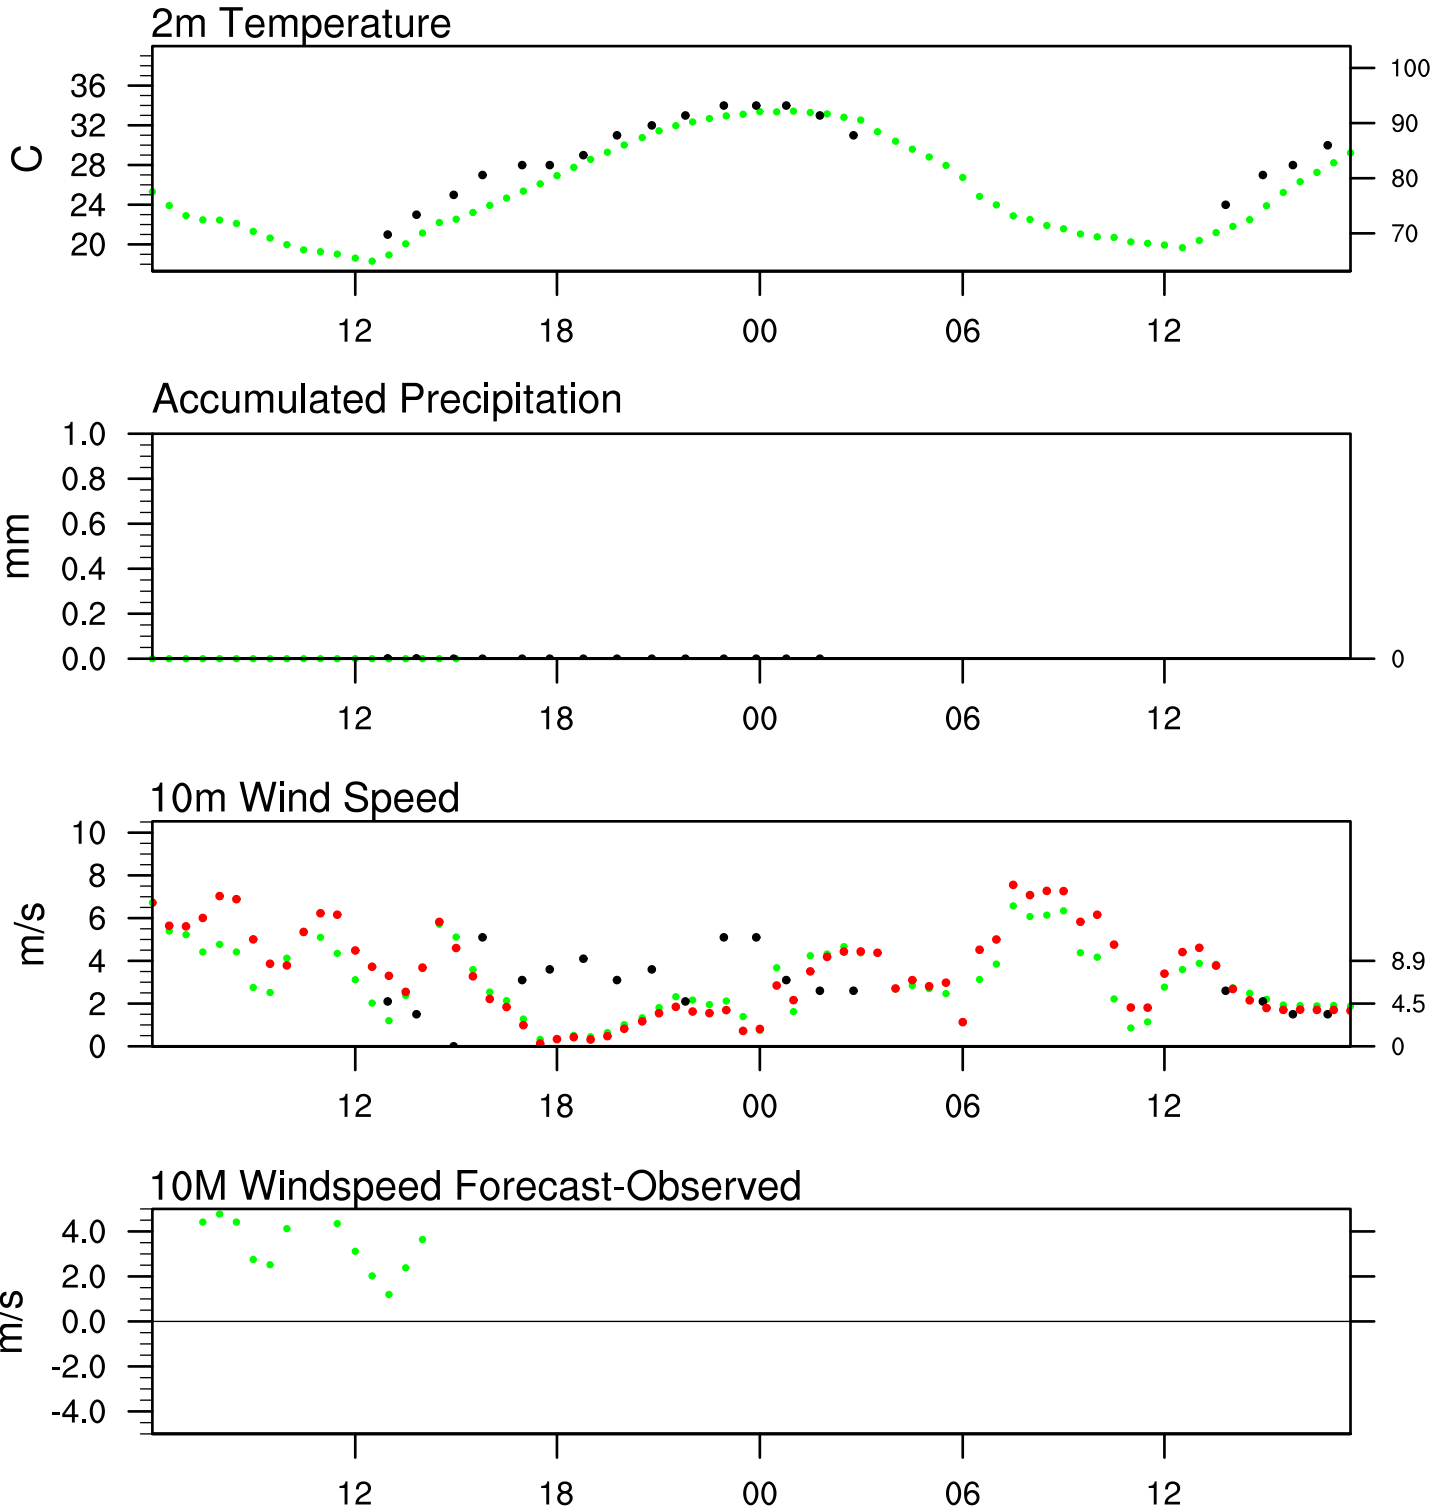 2m Temperature
36
32
28
24
20
C
100
90
80
70
12 18 00 06 12
Accumulated Precipitation
1.0
0.8
0.6
0.4
0.2
0.0
mm
0
12 18 00 06 12
10m Wind Speed
10
8
6
4
2
0
m/s
8.9
4.5
0
12 18 00 06 12
10M Windspeed Forecast-Observed
4.0
2.0
0.0
-2.0
-4.0
m/s
12 18 00 06 12